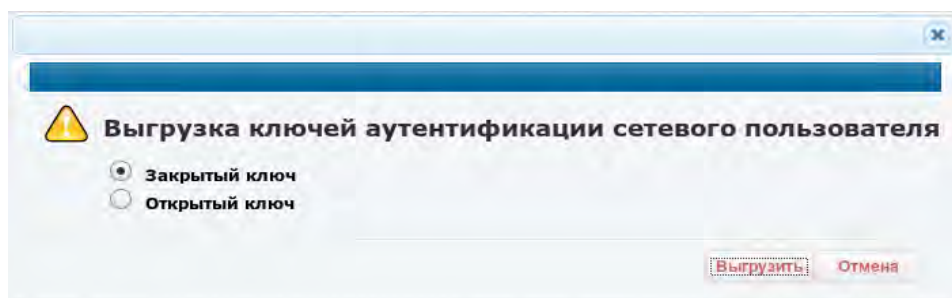 Выгрузка ключей аутентификации сетевого пользователя
Закрытый ключ
Открытый ключ
Выгрузить Отмена